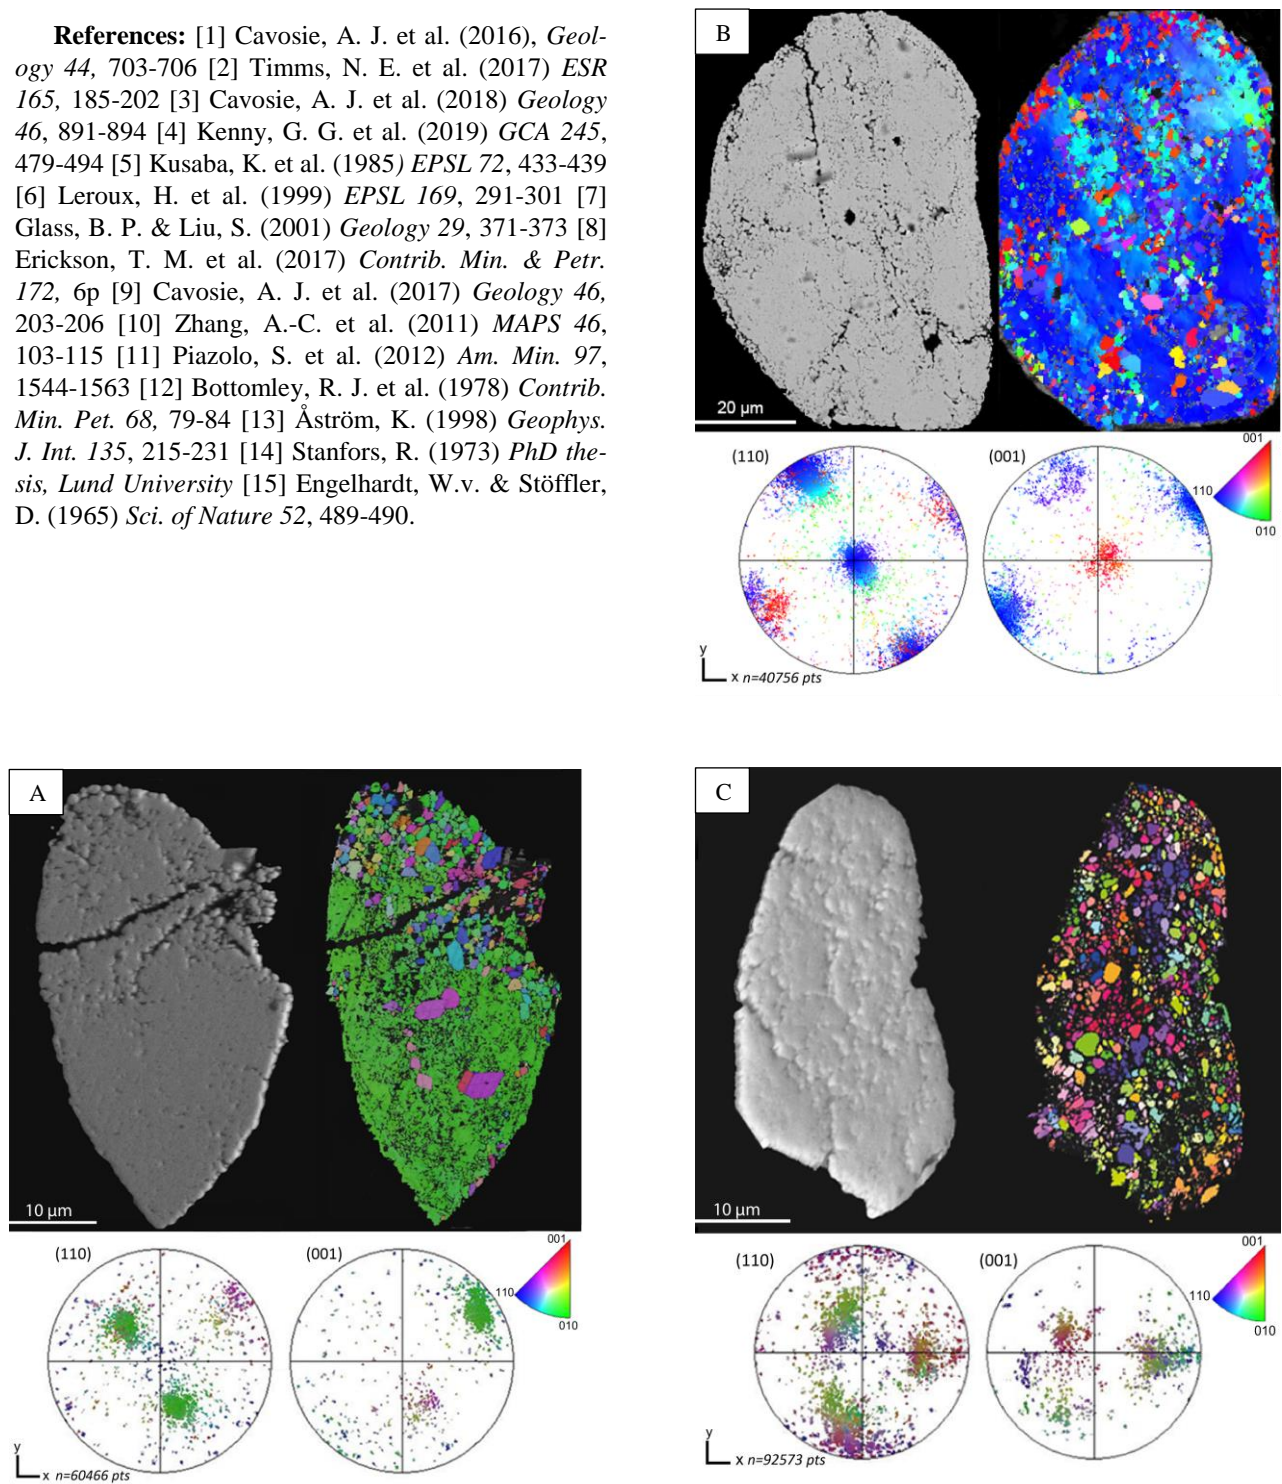 References: [1] Cavosie, A. J. et al. (2016), Geol-
ogy 44, 703-706 [2] Timms, N. E. et al. (2017) ESR
165, 185-202 [3] Cavosie, A. J. et al. (2018) Geology
46, 891-894 [4] Kenny, G. G. et al. (2019) GCA 245,
479-494 [5] Kusaba, K. et al. (1985) EPSL 72, 433-439
[6] Leroux, H. et al. (1999) EPSL 169, 291-301 [7]
Glass, B. P. & Liu, S. (2001) Geology 29, 371-373 [8]
Erickson, T. M. et al. (2017) Contrib. Min. & Petr.
172, 6p [9] Cavosie, A. J. et al. (2017) Geology 46,
203-206 [10] Zhang, A.-C. et al. (2011) MAPS 46,
103-115 [11] Piazolo, S. et al. (2012) Am. Min. 97,
1544-1563 [12] Bottomley, R. J. et al. (1978) Contrib.
Min. Pet. 68, 79-84 [13] Åström, K. (1998) Geophys.
J. Int. 135, 215-231 [14] Stanfors, R. (1973) PhD the-
sis, Lund University [15] Engelhardt, W.v. & Stöffler,
D. (1965) Sci. of Nature 52, 489-490.
B
20 µm
(110)
(001)
001
110
010
y
x n=40756 pts
A
10 µm
(110)
(001)
001
110
010
y
x n=60466 pts
C
10 µm
(110)
(001)
001
110
010
y
x n=92573 pts